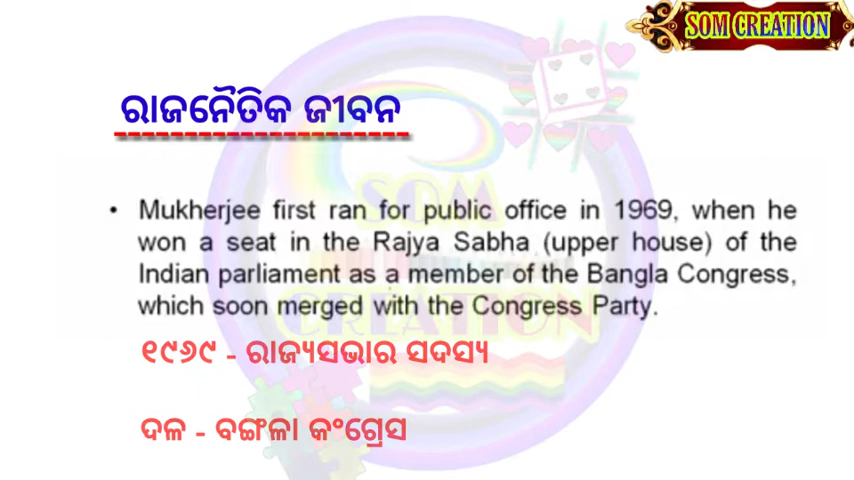 SOM CREATION
ରାଜନୈତିକ ଜୀବନ
• Mukherjee first ran for public office in 1969, when he
won a seat in the Rajya Sabha (upper house) of the
Indian parliament as a member of the Bangla Congress,
which soon merged with the Congress Party.
୧୯୬୯ - ରାଜ୍ୟସଭାର ସଦସ୍ୟ
ଦଳ - ବଙ୍ଗଳା କଂଗ୍ରେସ
SOM
CREATION